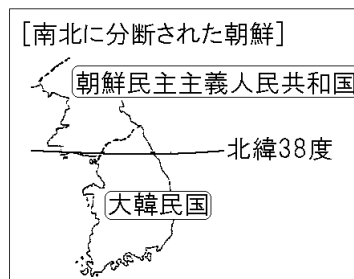 [南北に分断された朝鮮]
朝鮮民主主義人民共和国
北緯38度
大韓民国